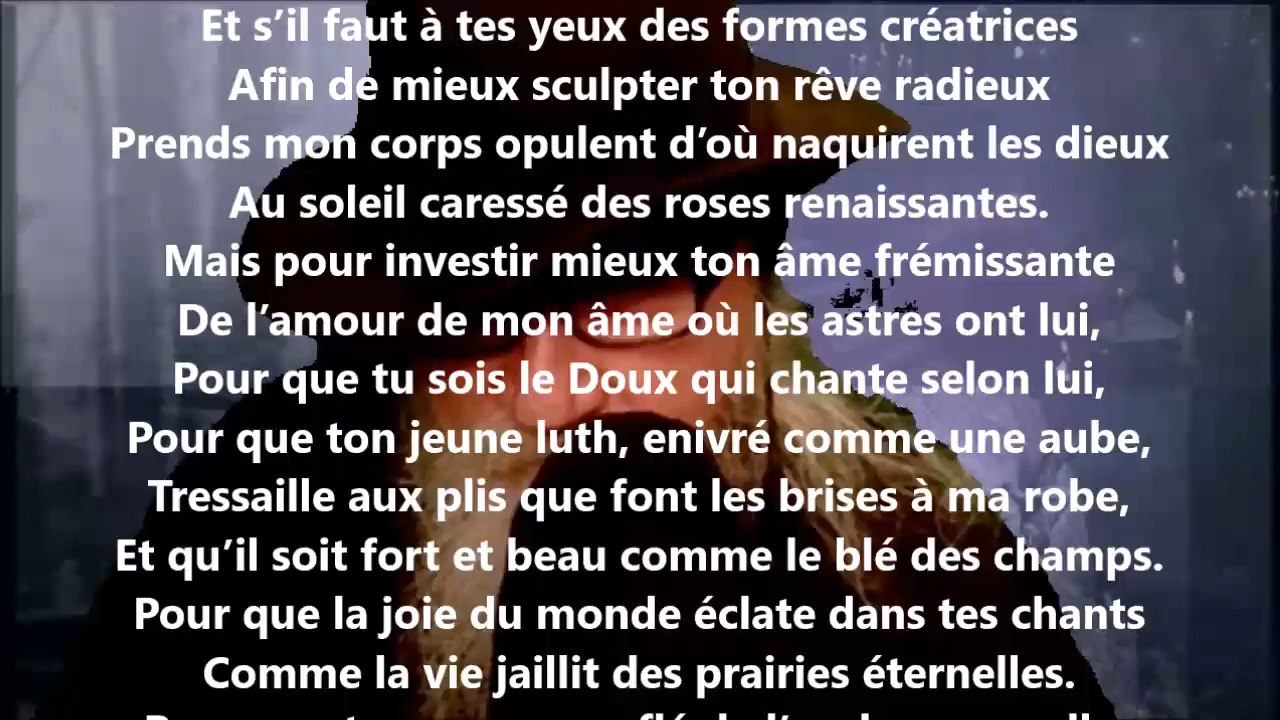 Et s’il faut à tes yeux des formes créatrices
Afin de mieux sculpter ton rêve radieux
Prends mon corps opulent d’où naquirent les dieux
Au soleil caressé des roses renaissantes.
Mais pour investir mieux ton âme frémissante
De l’amour de mon âme où les astres ont lui,
Pour que tu sois le Doux qui chante selon lui,
Pour que ton jeune luth, enivré comme une aube,
Tressaille aux plis que font les brises à ma robe,
Et qu’il soit fort et beau comme le blé des champs.
Pour que la joie du monde éclate dans tes chants
Comme la vie jaillit des prairies éternelles.